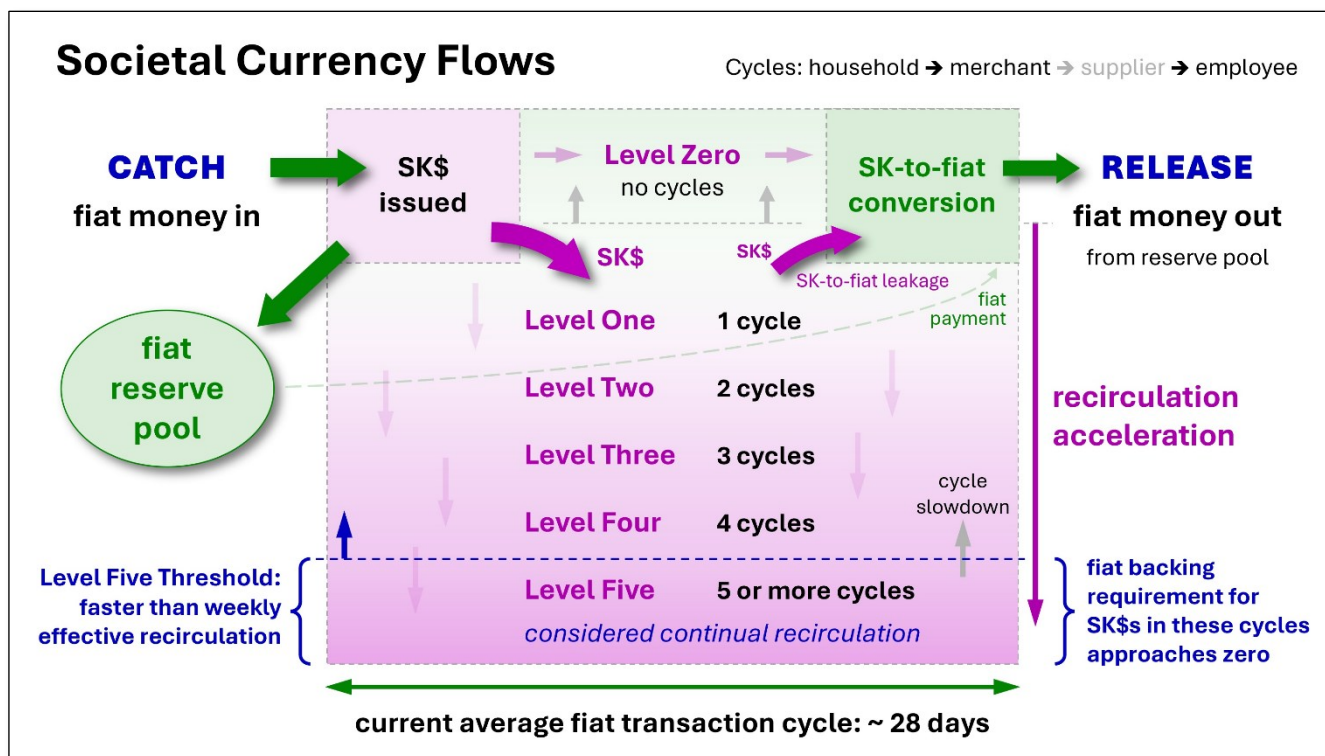 Societal Currency Flows
Cycles: household ➔ merchant ➔ supplier ➔ employee
CATCH
fiat money in
SK$
issued
Level Zero
no cycles
SK-to-fiat
conversion
RELEASE
fiat money out
from reserve pool
SK$
SK$
SK-to-fiat leakage
fiat
payment
fiat
reserve
pool
Level One 1 cycle
Level Two 2 cycles
Level Three 3 cycles
Level Four 4 cycles
recirculation
acceleration
cycle
slowdown
Level Five Threshold:
faster than weekly
effective recirculation
Level Five 5 or more cycles
considered continual recirculation
fiat backing
requirement for
SK$s in these cycles
approaches zero
current average fiat transaction cycle: ~ 28 days